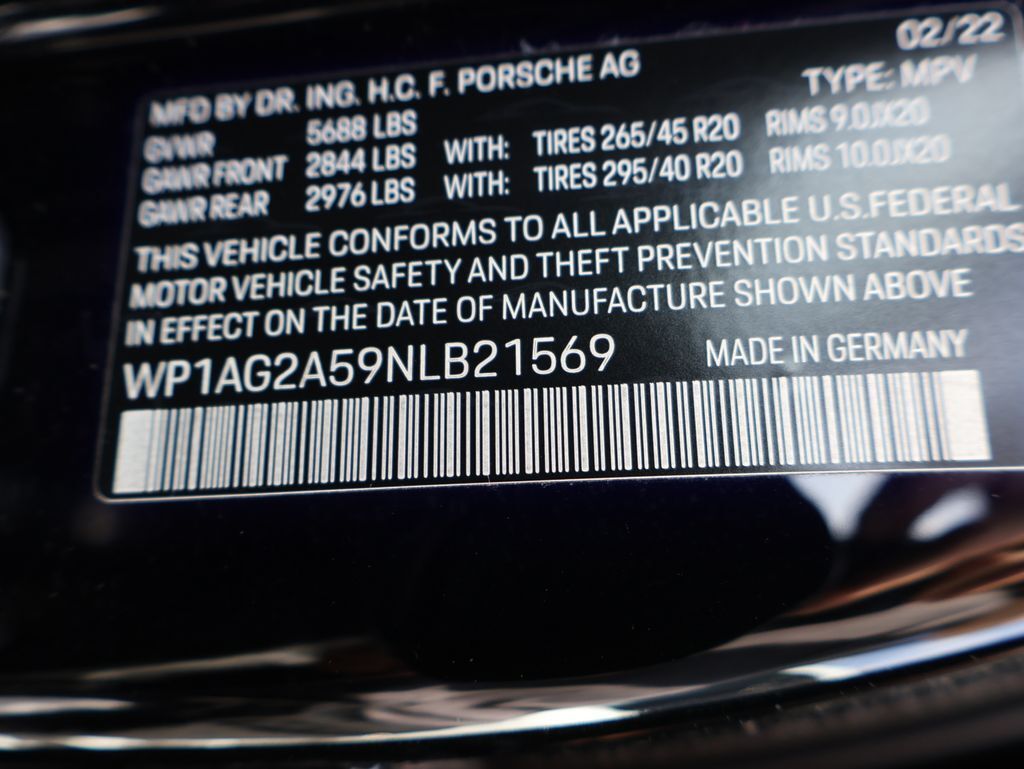 02/22
MFD BY DR. ING. H.C. F. PORSCHE AG TYPE: MPV
GVWR 5688 LBS
GAWR FRONT 2844 LBS WITH: TIRES 265/45 R20 RIMS 9.0JX20
GAWR REAR 2976 LBS WITH: TIRES 295/40 R20 RIMS 10.0JX20
THIS VEHICLE CONFORMS TO ALL APPLICABLE U.S.FEDERAL
MOTOR VEHICLE SAFETY AND THEFT PREVENTION STANDARDS
IN EFFECT ON THE DATE OF MANUFACTURE SHOWN ABOVE
WP1AG2A59NLB21569 MADE IN GERMANY